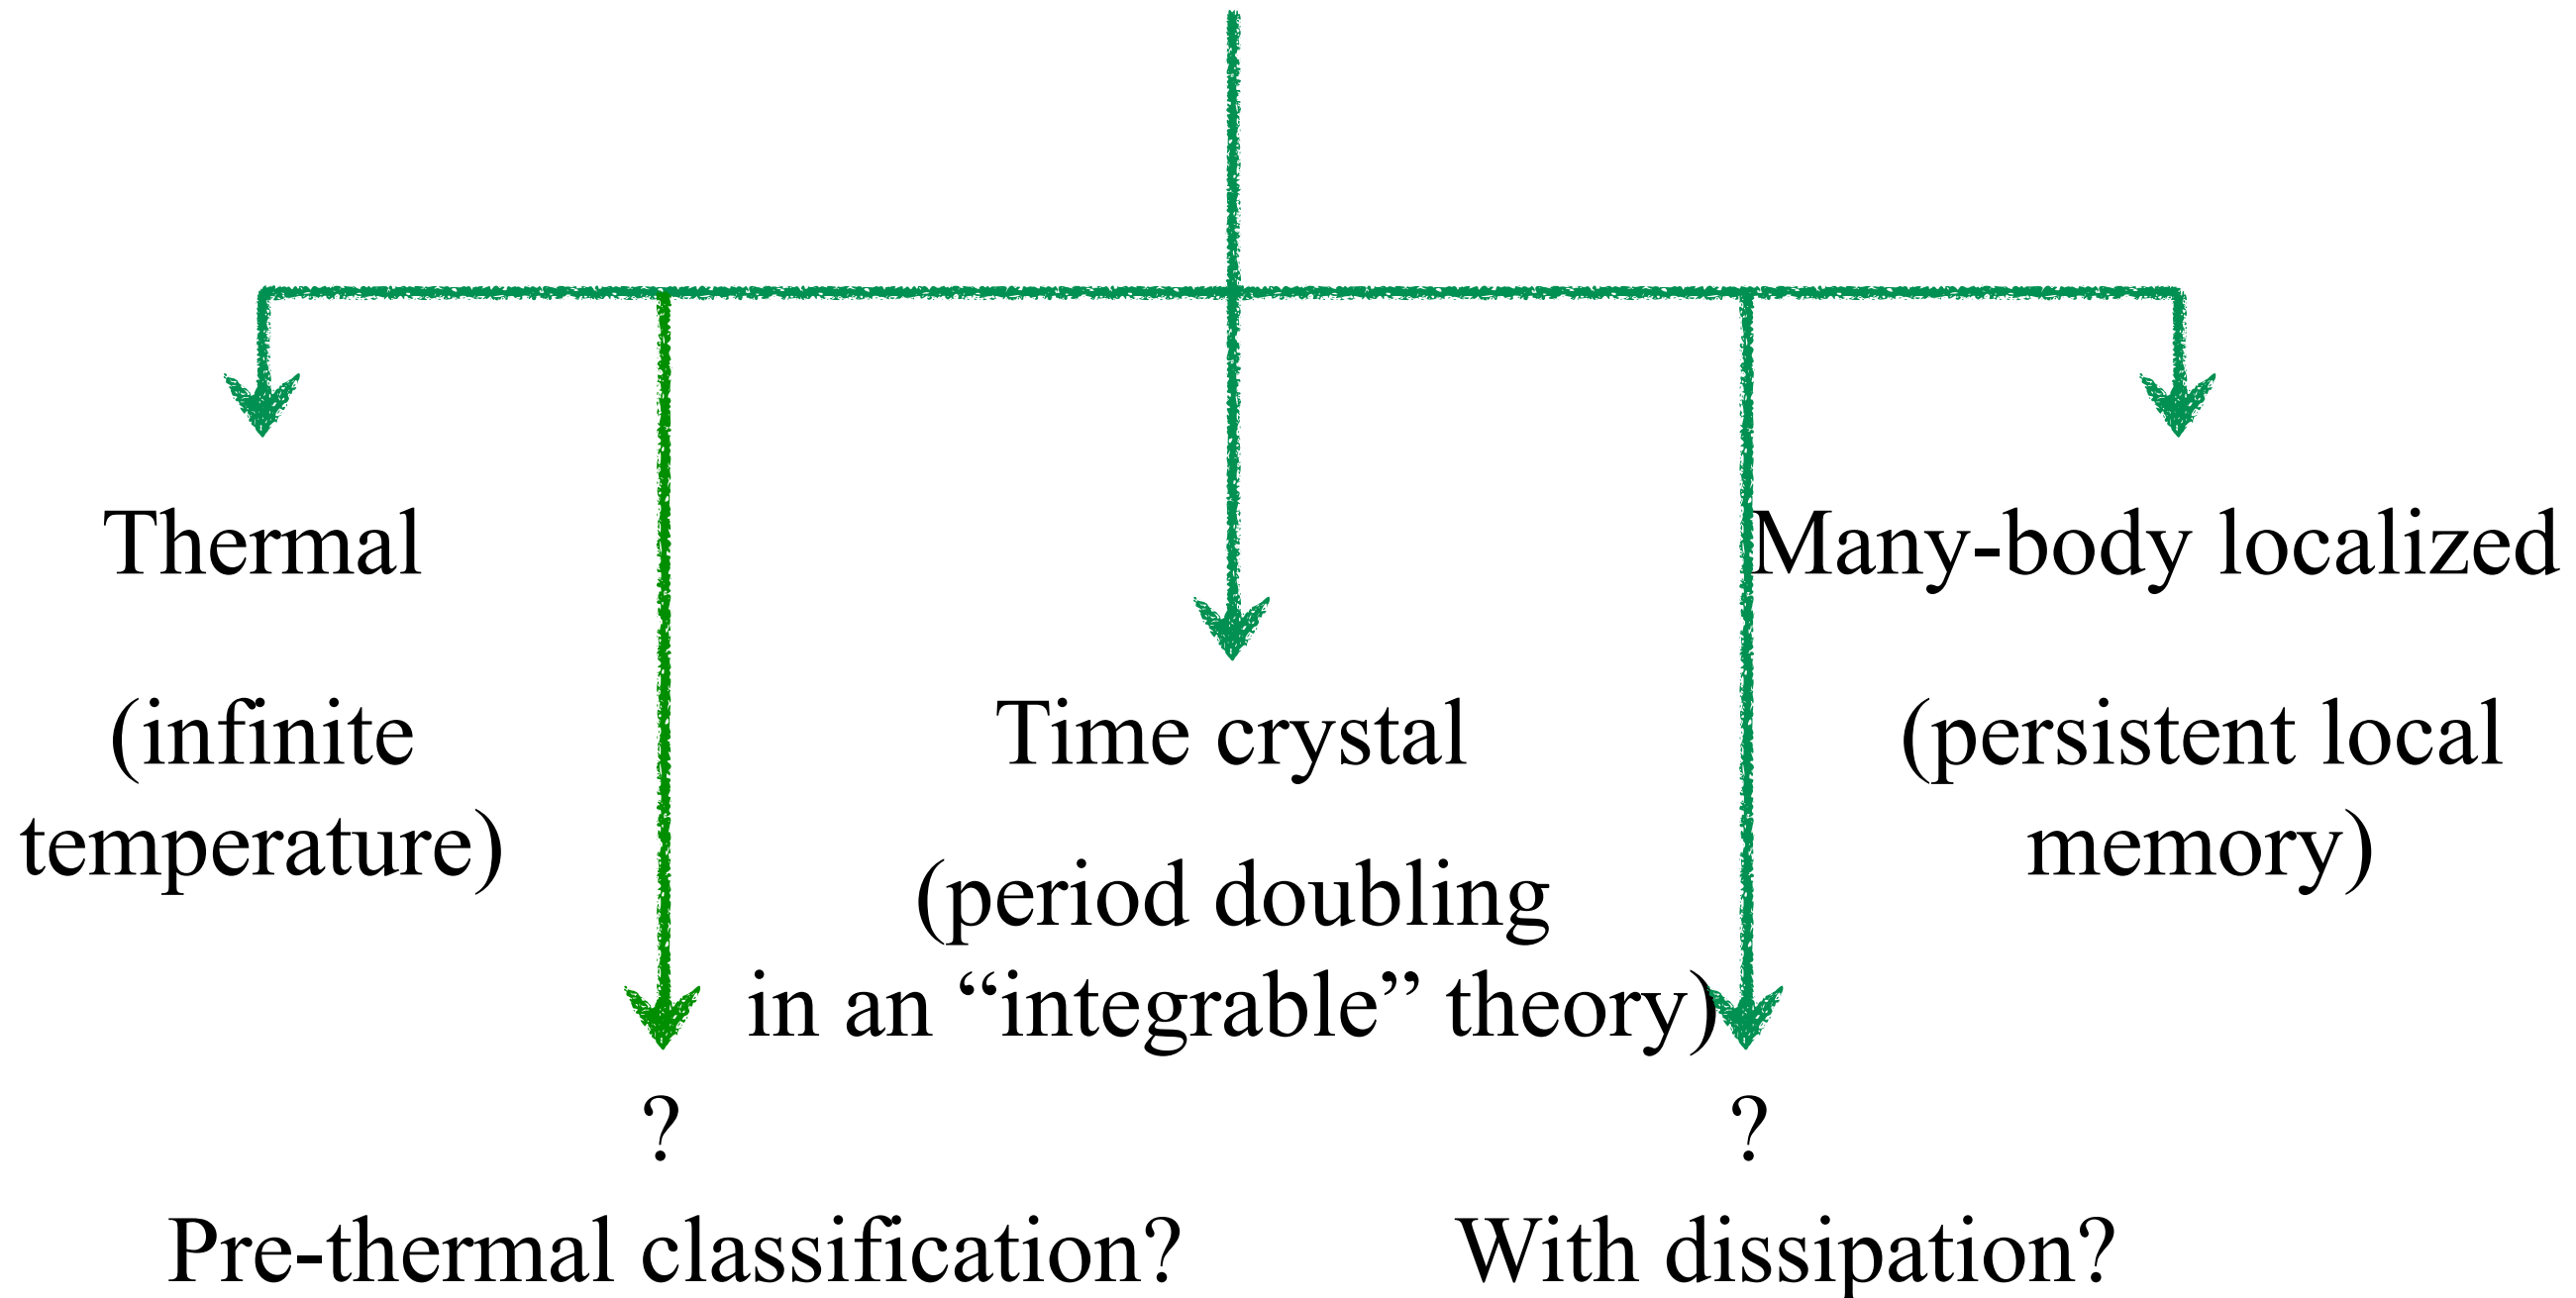 Thermal
(infinite
temperature)
Time crystal
(period doubling
in an “integrable” theory)
Many-body localized
(persistent local
memory)
?
Pre-thermal classification?
?
With dissipation?